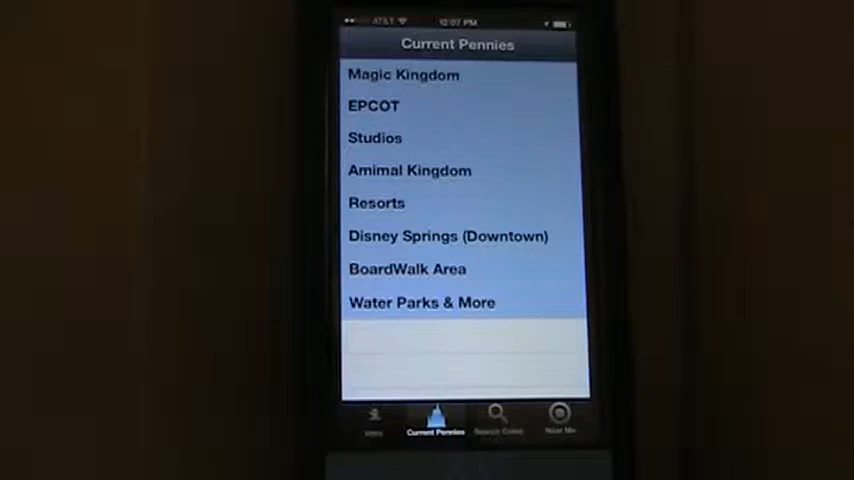 AT&T 12:07 PM
Current Pennies
Magic Kingdom
EPCOT
Studios
Amimal Kingdom
Resorts
Disney Springs (Downtown)
BoardWalk Area
Water Parks & More
Current Pennies Search Coins Near Me